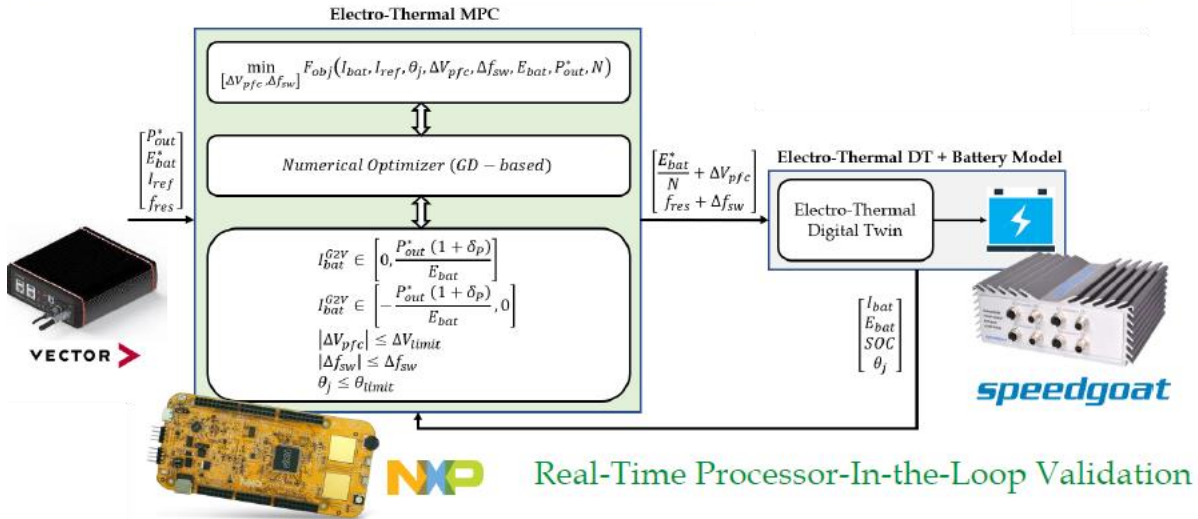 Electro-Thermal MPC
min F_obj(I_bat, I_ref, θ_j, ΔV_pfc, Δf_sw, E_bat, P*_out, N)
[ΔV_pfc, Δf_sw]
Numerical Optimizer (GD − based)
I_bat^G2V ∈ [0, P*_out (1 + δ_P) / E_bat]
I_bat^G2V ∈ [− P*_out (1 + δ_P) / E_bat, 0]
|ΔV_pfc| ≤ ΔV_limit
|Δf_sw| ≤ Δf_sw
θ_j ≤ θ_limit
P*_out
E*_bat
I_ref
f_res
VECTOR
E*_bat / N + ΔV_pfc
f_res + Δf_sw
Electro-Thermal DT + Battery Model
Electro-Thermal
Digital Twin
I_bat
E_bat
SOC
θ_j
speedgoat
NXP
Real-Time Processor-In-the-Loop Validation